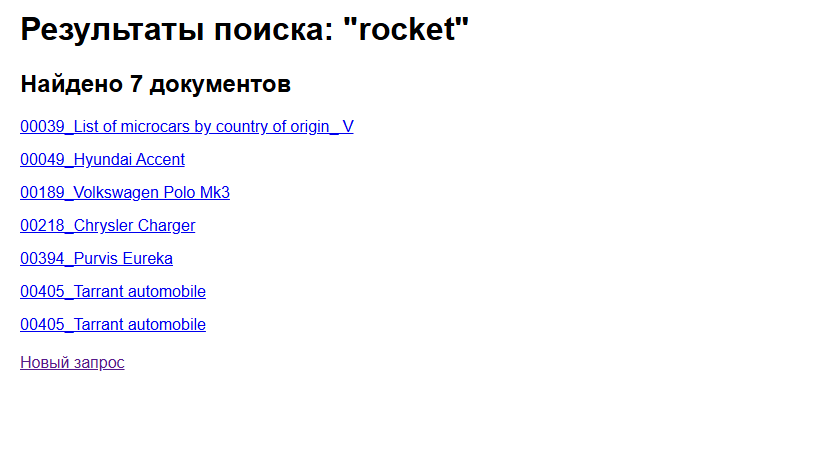 Результаты поиска: "rocket"
Найдено 7 документов
00039_List of microcars by country of origin_ V
00049_Hyundai Accent
00189_Volkswagen Polo Mk3
00218_Chrysler Charger
00394_Purvis Eureka
00405_Tarrant automobile
00405_Tarrant automobile
Новый запрос